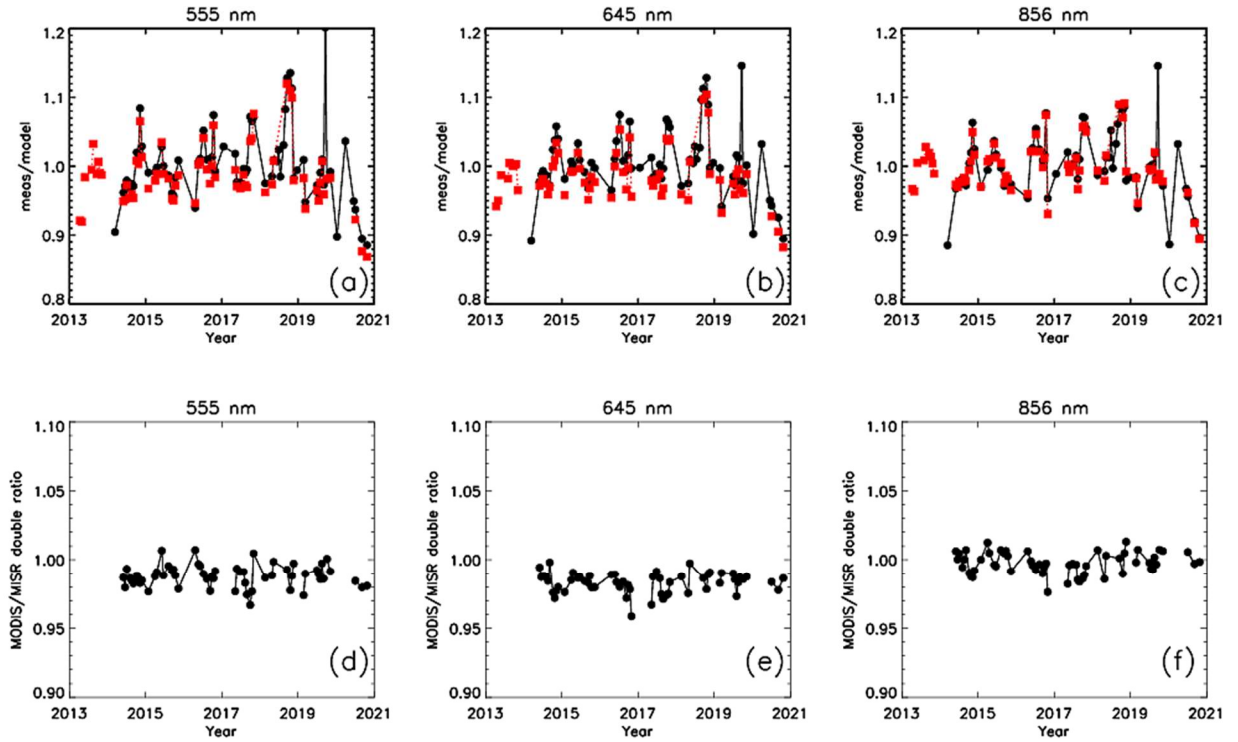 555 nm
645 nm
856 nm
1.2
1.1
1.0
0.9
0.8
meas/model
(a)
2013 2015 2017 2019 2021
Year
1.2
1.1
1.0
0.9
0.8
meas/model
(b)
2013 2015 2017 2019 2021
Year
1.2
1.1
1.0
0.9
0.8
meas/model
(c)
2013 2015 2017 2019 2021
Year
555 nm
645 nm
856 nm
1.10
1.05
1.00
0.95
0.90
MODIS/MISR double ratio
(d)
2013 2015 2017 2019 2021
Year
1.10
1.05
1.00
0.95
0.90
MODIS/MISR double ratio
(e)
2013 2015 2017 2019 2021
Year
1.10
1.05
1.00
0.95
0.90
MODIS/MISR double ratio
(f)
2013 2015 2017 2019 2021
Year